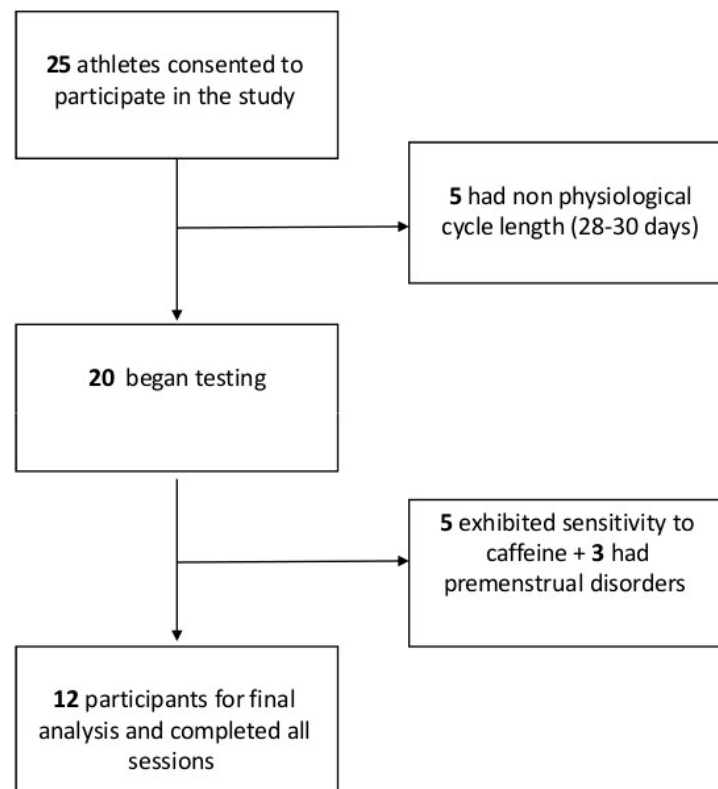 25 athletes consented to
participate in the study
5 had non physiological
cycle length (28-30 days)
20 began testing
5 exhibited sensitivity to
caffeine + 3 had
premenstrual disorders
12 participants for final
analysis and completed all
sessions